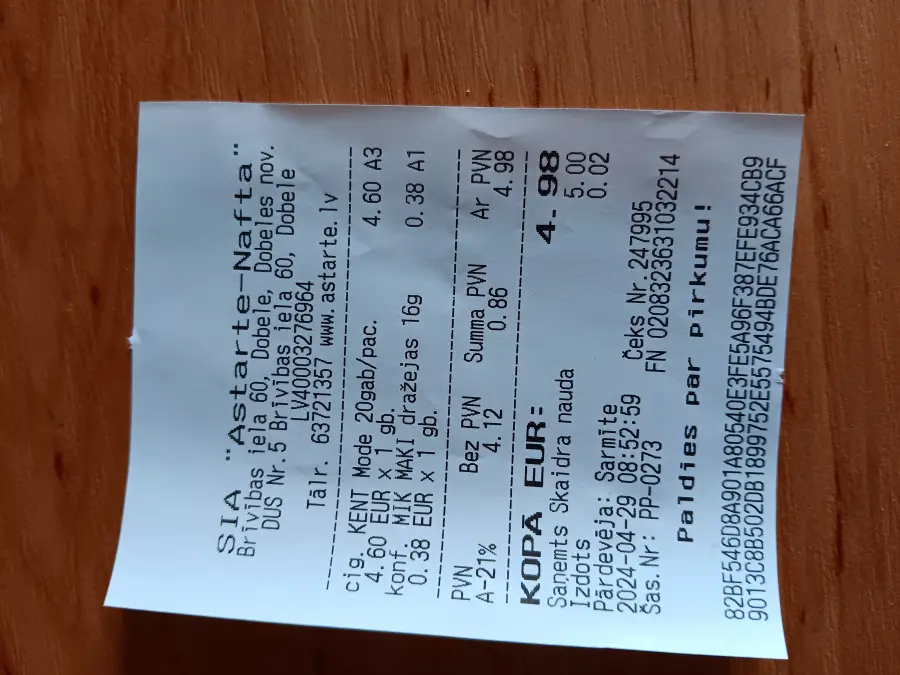 SIA "Astarte-Nafta"
Brīvības iela 60, Dobele, Dobeles nov.
DUS Nr.5 Brīvības iela 60, Dobele
LV40003276964
Tālr. 63721357 www.astarte.lv
cig. KENT Mode 20gab/pac.
4.60 EUR x 1 gb. 4.60 A3
konf. MIK MAKI dražejas 16g
0.38 EUR x 1 gb. 0.38 A1
PVN Bez PVN Summa PVN Ar PVN
A-21% 4.12 0.86 4.98
KOPĀ EUR: 4.98
Saņemts Skaidra nauda 5.00
Izdots 0.02
Pārdevēja: Sarmīte
2024-04-29 08:52:59 Čeks Nr.247995
Šas.Nr: PP-0273 FN 0208323631032214
Paldies par pirkumu!
82BF546D8A901A80540E3FE5A96F387EFE934CB9
9013C8B502DB1899752E5575494BDE76ACA66ACF